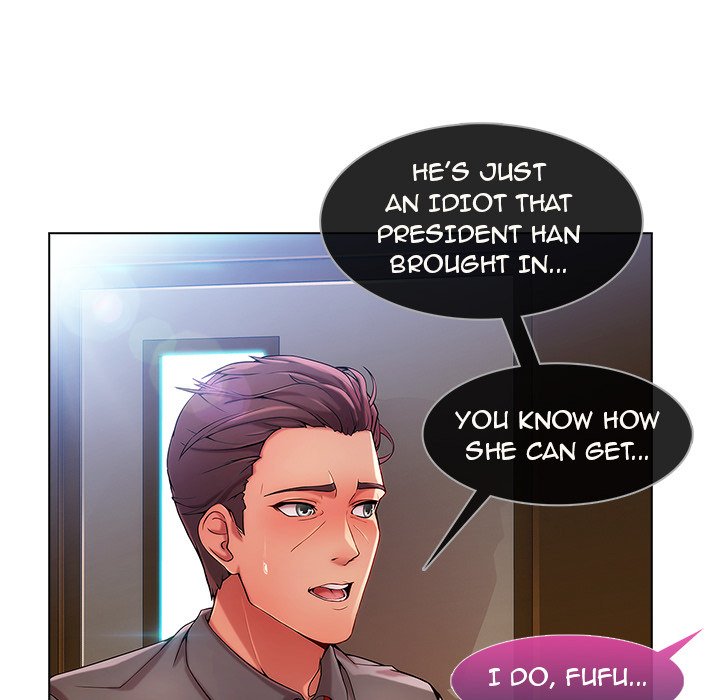 HE'S JUST
AN IDIOT THAT
PRESIDENT HAN
BROUGHT IN...
YOU KNOW HOW
SHE CAN GET...
I DO, FUFU...